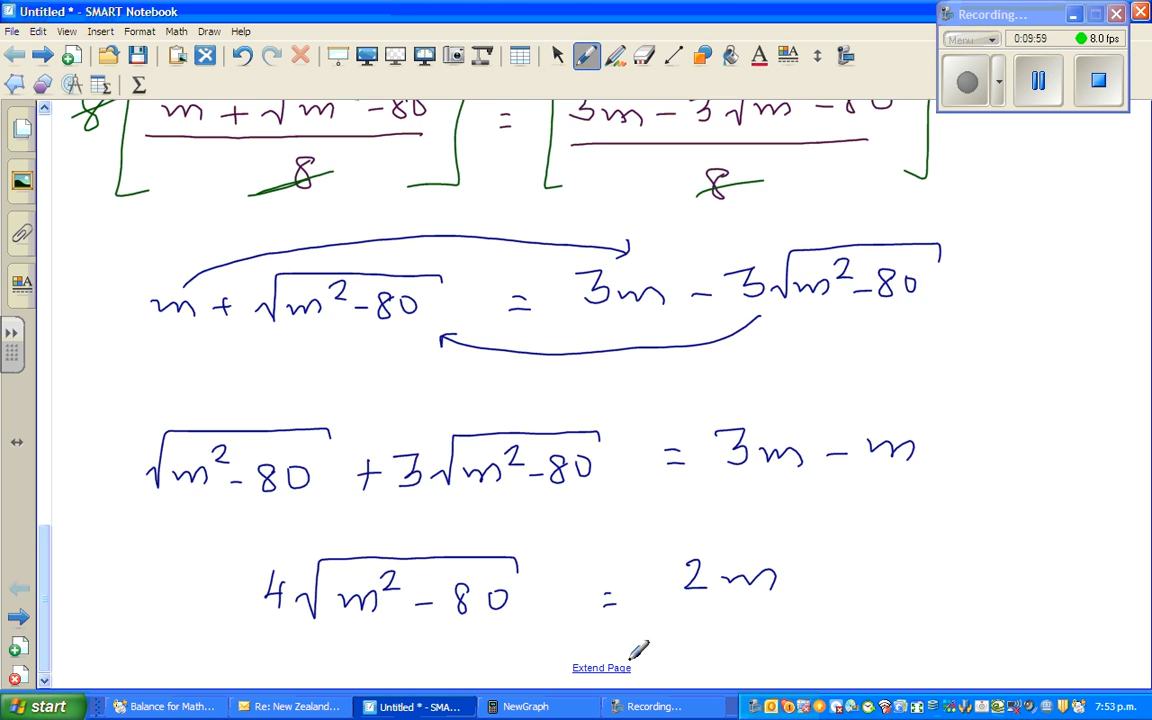 Untitled * - SMART Notebook
Recording...
File Edit View Insert Format Math Draw Help
Menu 0:09:59 8.0 fps
8 [ m + √m² - 80 / 8 ] = [ 3m - 3√m² - 80 / 8 ]
m + √m² - 80 = 3m - 3√m² - 80
√m² - 80 + 3√m² - 80 = 3m - m
4√m² - 80 = 2m
Extend Page
start Balance for Math... Re: New Zealand... Untitled * - SMA... NewGraph Recording... 7:53 p.m.